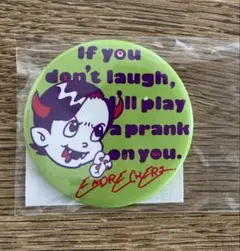 If you
don't laugh,
I'll play
a prank
on you.